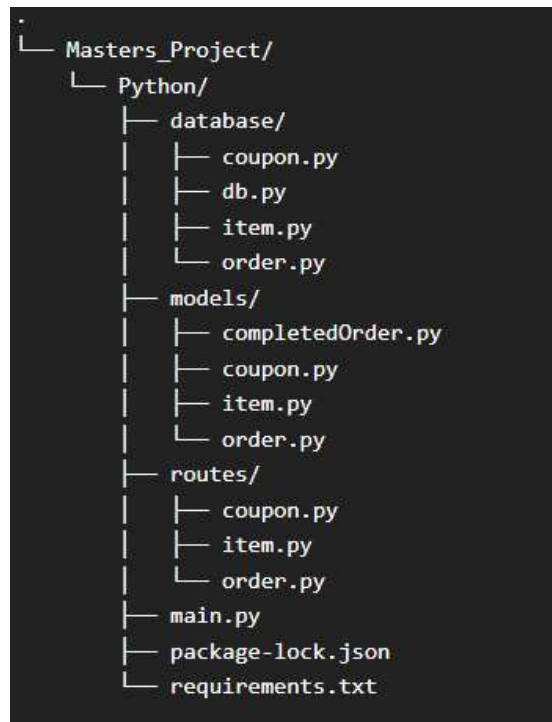 .
└── Masters_Project/
    └── Python/
        ├── database/
        │   ├── coupon.py
        │   ├── db.py
        │   ├── item.py
        │   └── order.py
        ├── models/
        │   ├── completedOrder.py
        │   ├── coupon.py
        │   ├── item.py
        │   └── order.py
        ├── routes/
        │   ├── coupon.py
        │   ├── item.py
        │   └── order.py
        ├── main.py
        ├── package-lock.json
        └── requirements.txt